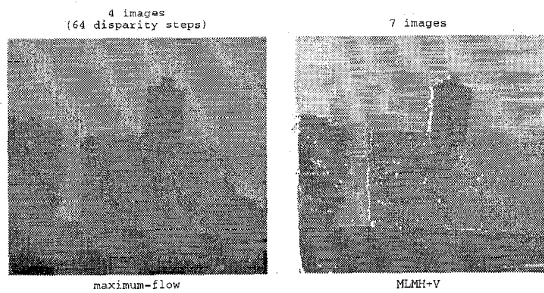 4 images
(64 disparity steps)
7 images
maximum-flow
MLMH+V